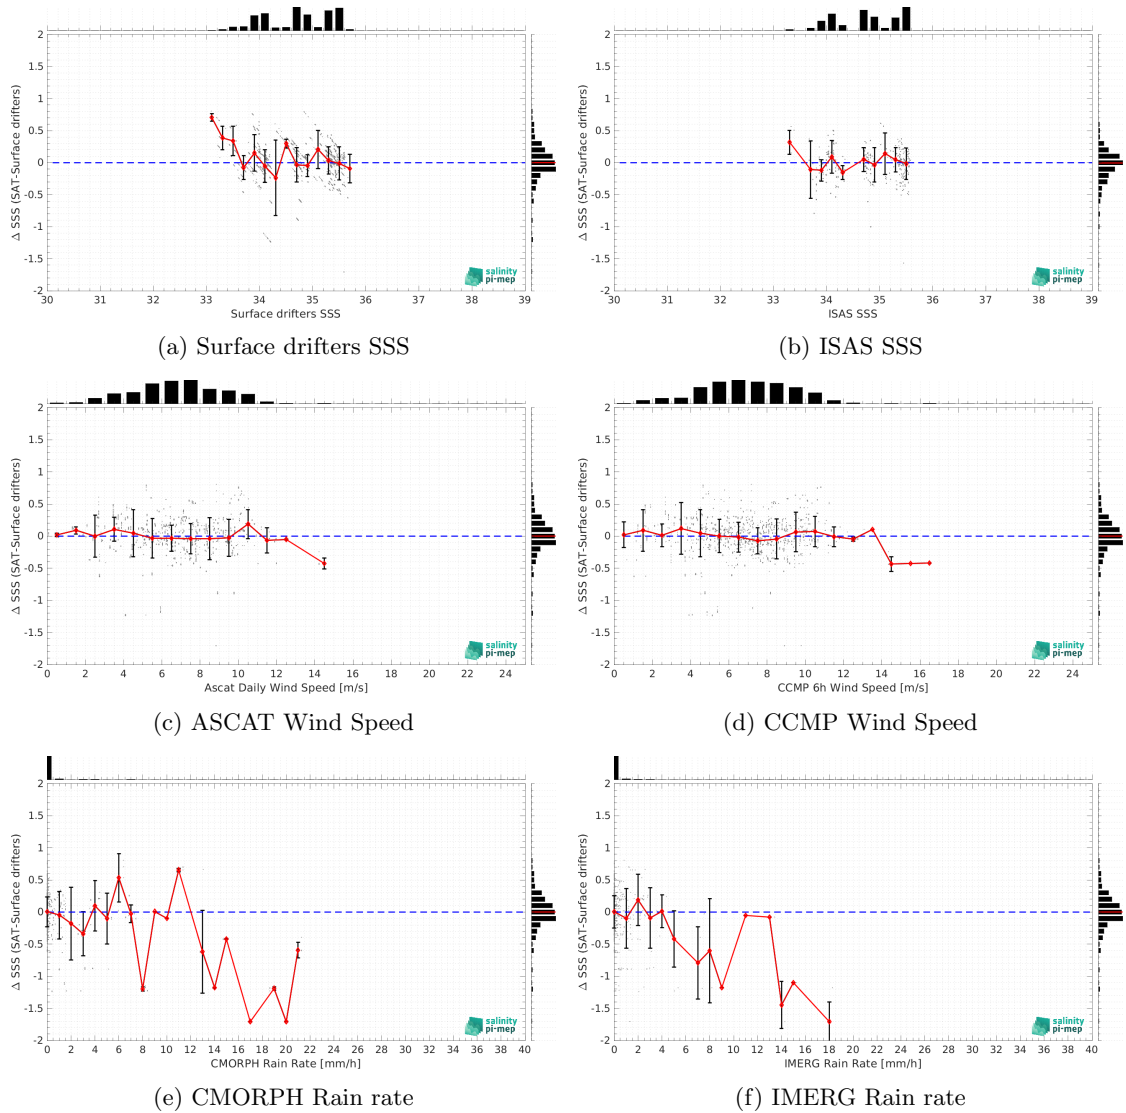 2
1.5
1
0.5
0
-0.5
-1
-1.5
-2
Δ SSS (SAT-Surface drifters)
30 31 32 33 34 35 36 37 38 39
Surface drifters SSS
salinity
pi-mep
(a) Surface drifters SSS
2
1.5
1
0.5
0
-0.5
-1
-1.5
-2
Δ SSS (SAT-Surface drifters)
30 31 32 33 34 35 36 37 38 39
ISAS SSS
salinity
pi-mep
(b) ISAS SSS
2
1.5
1
0.5
0
-0.5
-1
-1.5
-2
Δ SSS (SAT-Surface drifters)
0 2 4 6 8 10 12 14 16 18 20 22 24
Ascat Daily Wind Speed [m/s]
salinity
pi-mep
(c) ASCAT Wind Speed
2
1.5
1
0.5
0
-0.5
-1
-1.5
-2
Δ SSS (SAT-Surface drifters)
0 2 4 6 8 10 12 14 16 18 20 22 24
CCMP 6h Wind Speed [m/s]
salinity
pi-mep
(d) CCMP Wind Speed
2
1.5
1
0.5
0
-0.5
-1
-1.5
-2
Δ SSS (SAT-Surface drifters)
0 2 4 6 8 10 12 14 16 18 20 22 24 26 28 30 32 34 36 38 40
CMORPH Rain Rate [mm/h]
salinity
pi-mep
(e) CMORPH Rain rate
2
1.5
1
0.5
0
-0.5
-1
-1.5
-2
Δ SSS (SAT-Surface drifters)
0 2 4 6 8 10 12 14 16 18 20 22 24 26 28 30 32 34 36 38 40
IMERG Rain Rate [mm/h]
salinity
pi-mep
(f) IMERG Rain rate